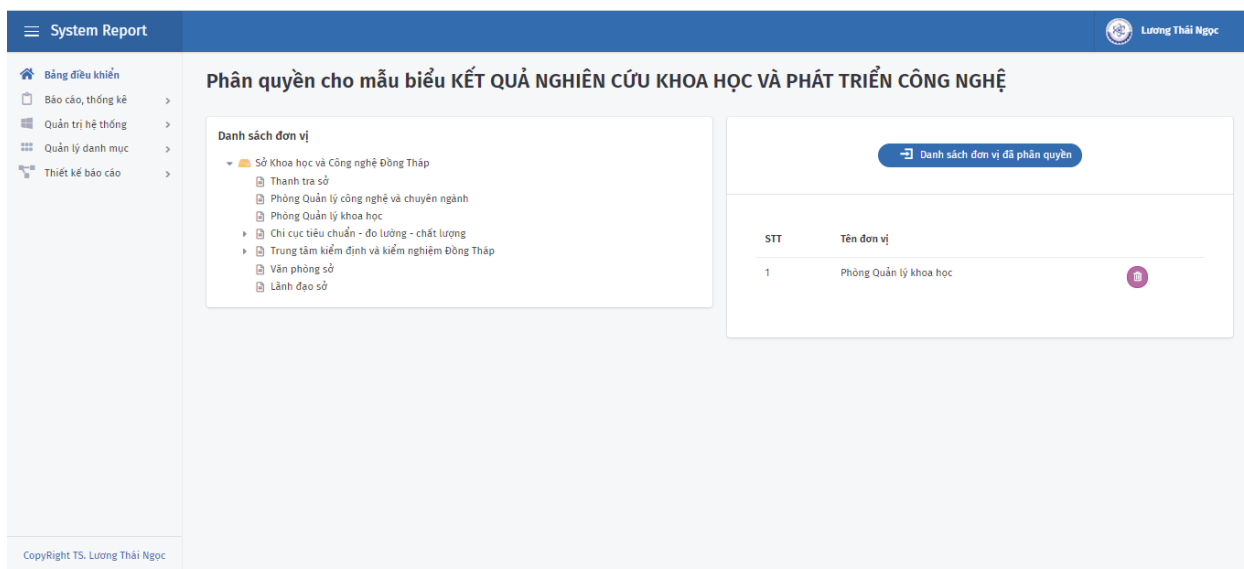 System Report
Lương Thái Ngọc
Bảng điều khiển
Báo cáo, thống kê
Quản trị hệ thống
Quản lý danh mục
Thiết kế báo cáo
Phân quyền cho mẫu biểu KẾT QUẢ NGHIÊN CỨU KHOA HỌC VÀ PHÁT TRIỂN CÔNG NGHỆ
Danh sách đơn vị
Sở Khoa học và Công nghệ Đồng Tháp
Thanh tra sở
Phòng Quản lý công nghệ và chuyên ngành
Phòng Quản lý khoa học
Chi cục tiêu chuẩn - đo lường - chất lượng
Trung tâm kiểm định và kiểm nghiệm Đồng Tháp
Văn phòng sở
Lãnh đạo sở
Danh sách đơn vị đã phân quyền
STT Tên đơn vị
1 Phòng Quản lý khoa học
CopyRight TS. Lương Thái Ngọc